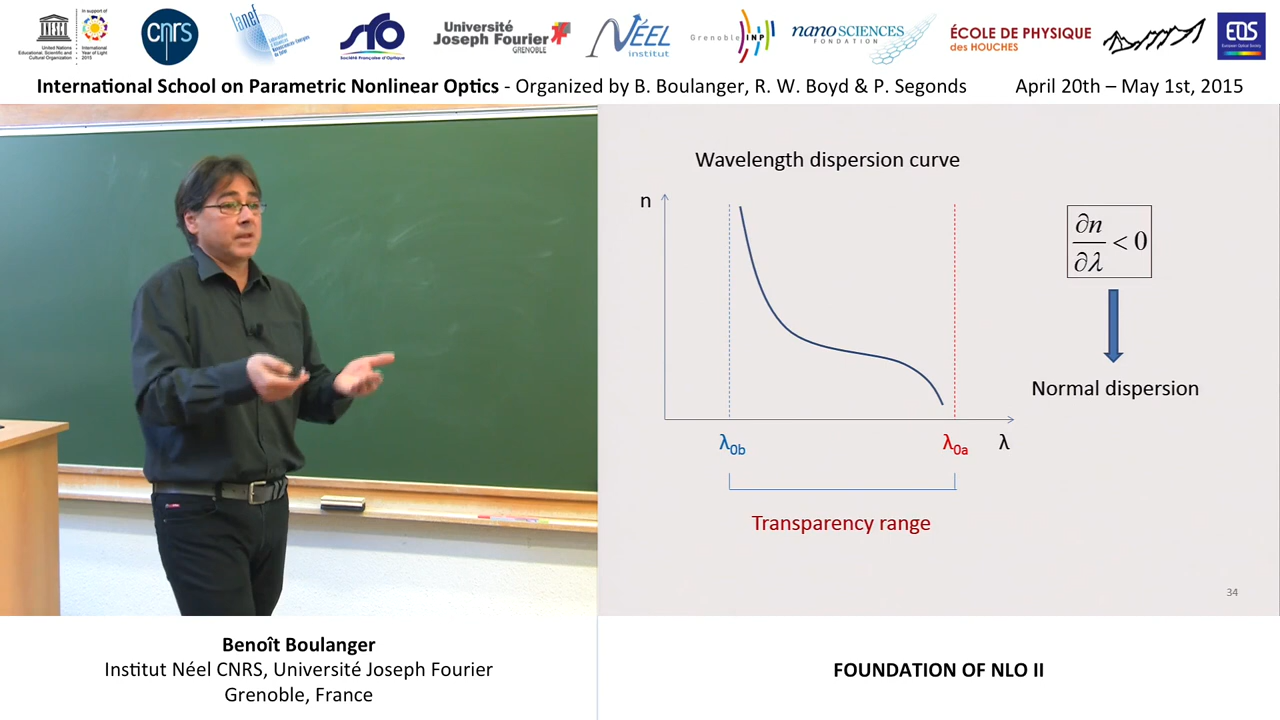 United Nations
Educational, Scientific and
Cultural Organization
In support of
International
Year of Light
2015
cnrs
lanef
SFO
Société Française d'Optique
Université
Joseph Fourier
GRENOBLE
NÉEL
institut
Grenoble INP
nanoSCIENCES
FONDATION
ÉCOLE DE PHYSIQUE
des HOUCHES
EOS
European Optical Society
International School on Parametric Nonlinear Optics - Organized by B. Boulanger, R. W. Boyd & P. Segonds April 20th – May 1st, 2015
Wavelength dispersion curve
n
∂n/∂λ < 0
Normal dispersion
λ0b
λ0a
λ
Transparency range
34
Benoît Boulanger
Institut Néel CNRS, Université Joseph Fourier
Grenoble, France
FOUNDATION OF NLO II